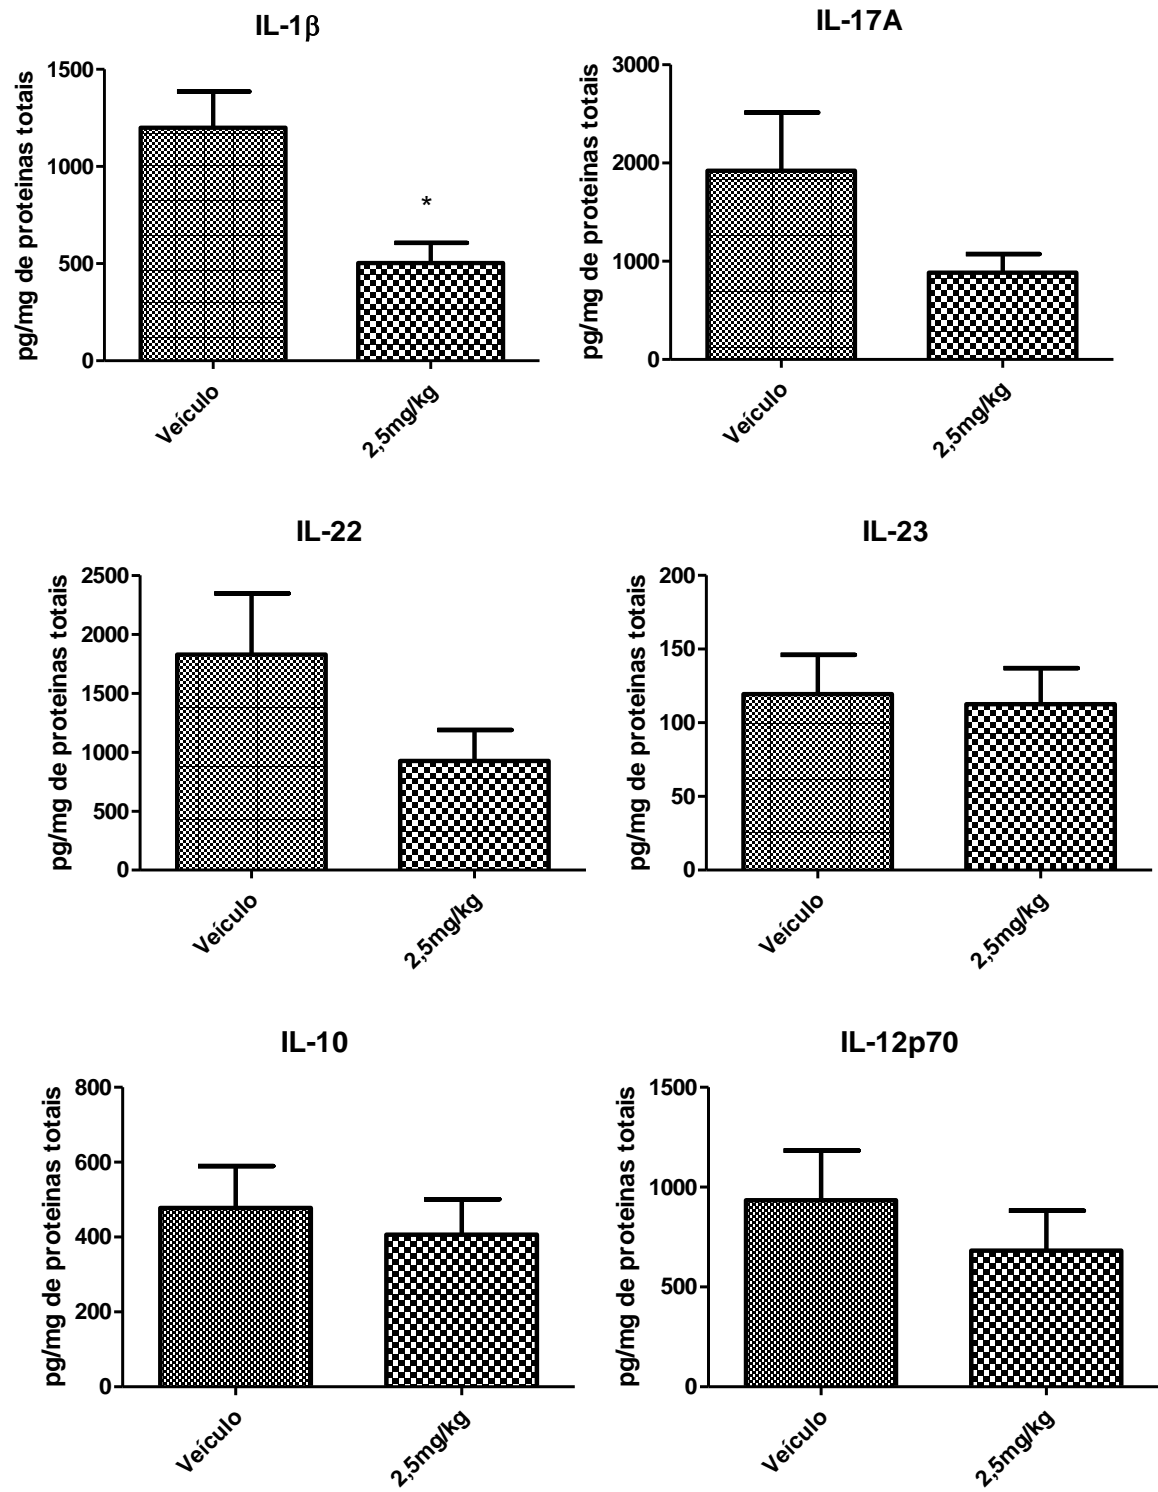 IL-1β
pg/mg de proteinas totais
1500
1000
500
0
*
Veículo
2,5mg/kg
IL-17A
pg/mg de proteinas totais
3000
2000
1000
0
Veículo
2,5mg/kg
IL-22
pg/mg de proteinas totais
2500
2000
1500
1000
500
0
Veículo
2,5mg/kg
IL-23
pg/mg de proteinas totais
200
150
100
50
0
Veículo
2,5mg/kg
IL-10
pg/mg de proteinas totais
800
600
400
200
0
Veículo
2,5mg/kg
IL-12p70
pg/mg de proteinas totais
1500
1000
500
0
Veículo
2,5mg/kg